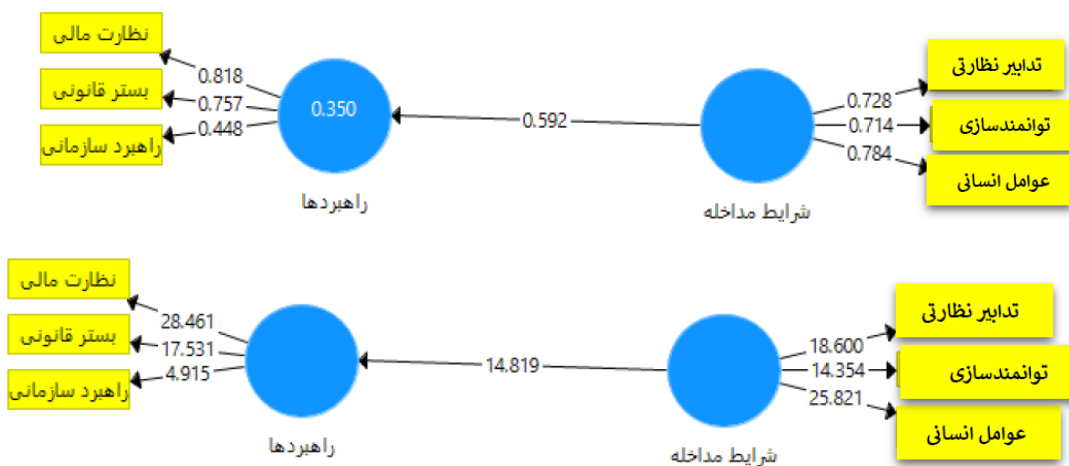 نظارت مالی
بستر قانونی
راهبرد سازمانی
0.818
0.757
0.448
0.350
راهبردها
0.592
شرایط مداخله
0.728
0.714
0.784
تدابیر نظارتی
توانمندسازی
عوامل انسانی
نظارت مالی
بستر قانونی
راهبرد سازمانی
28.461
17.531
4.915
راهبردها
14.819
شرایط مداخله
18.600
14.354
25.821
تدابیر نظارتی
توانمندسازی
عوامل انسانی